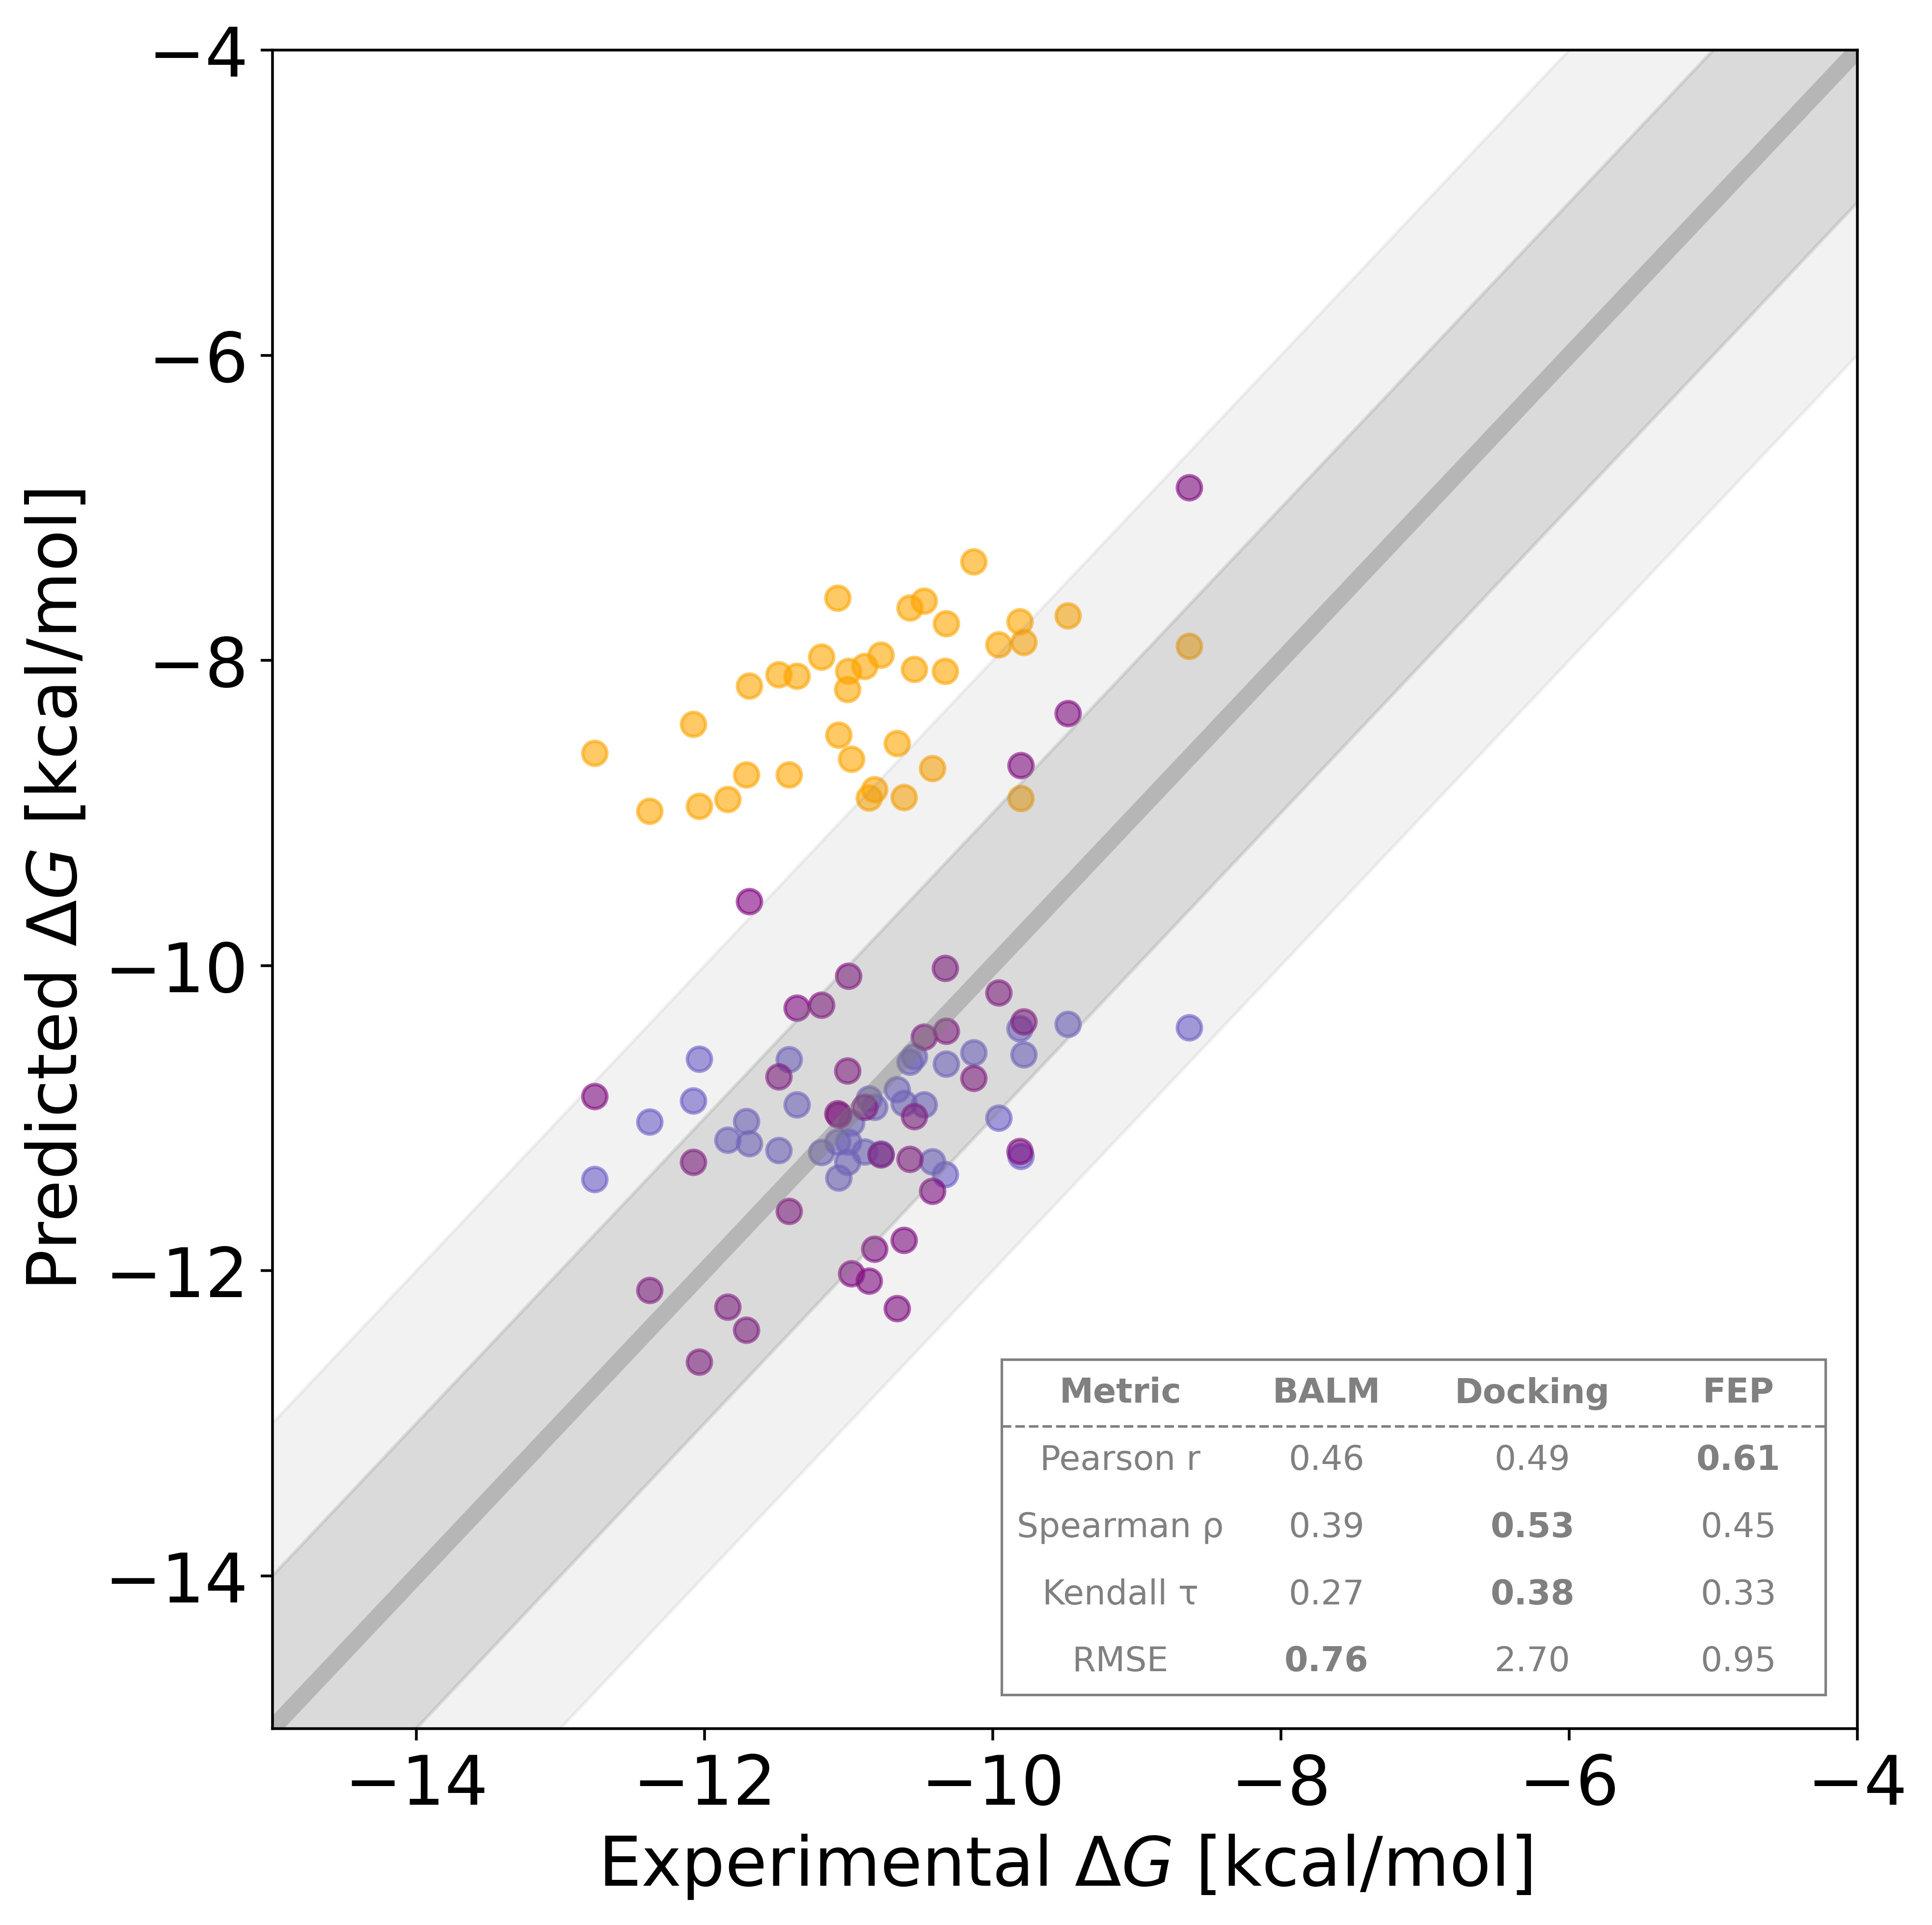 −4
−6
−8
−10
−12
−14
Predicted ΔG [kcal/mol]
Metric BALM Docking FEP
Pearson r 0.46 0.49 0.61
Spearman ρ 0.39 0.53 0.45
Kendall τ 0.27 0.38 0.33
RMSE 0.76 2.70 0.95
−14 −12 −10 −8 −6 −4
Experimental ΔG [kcal/mol]